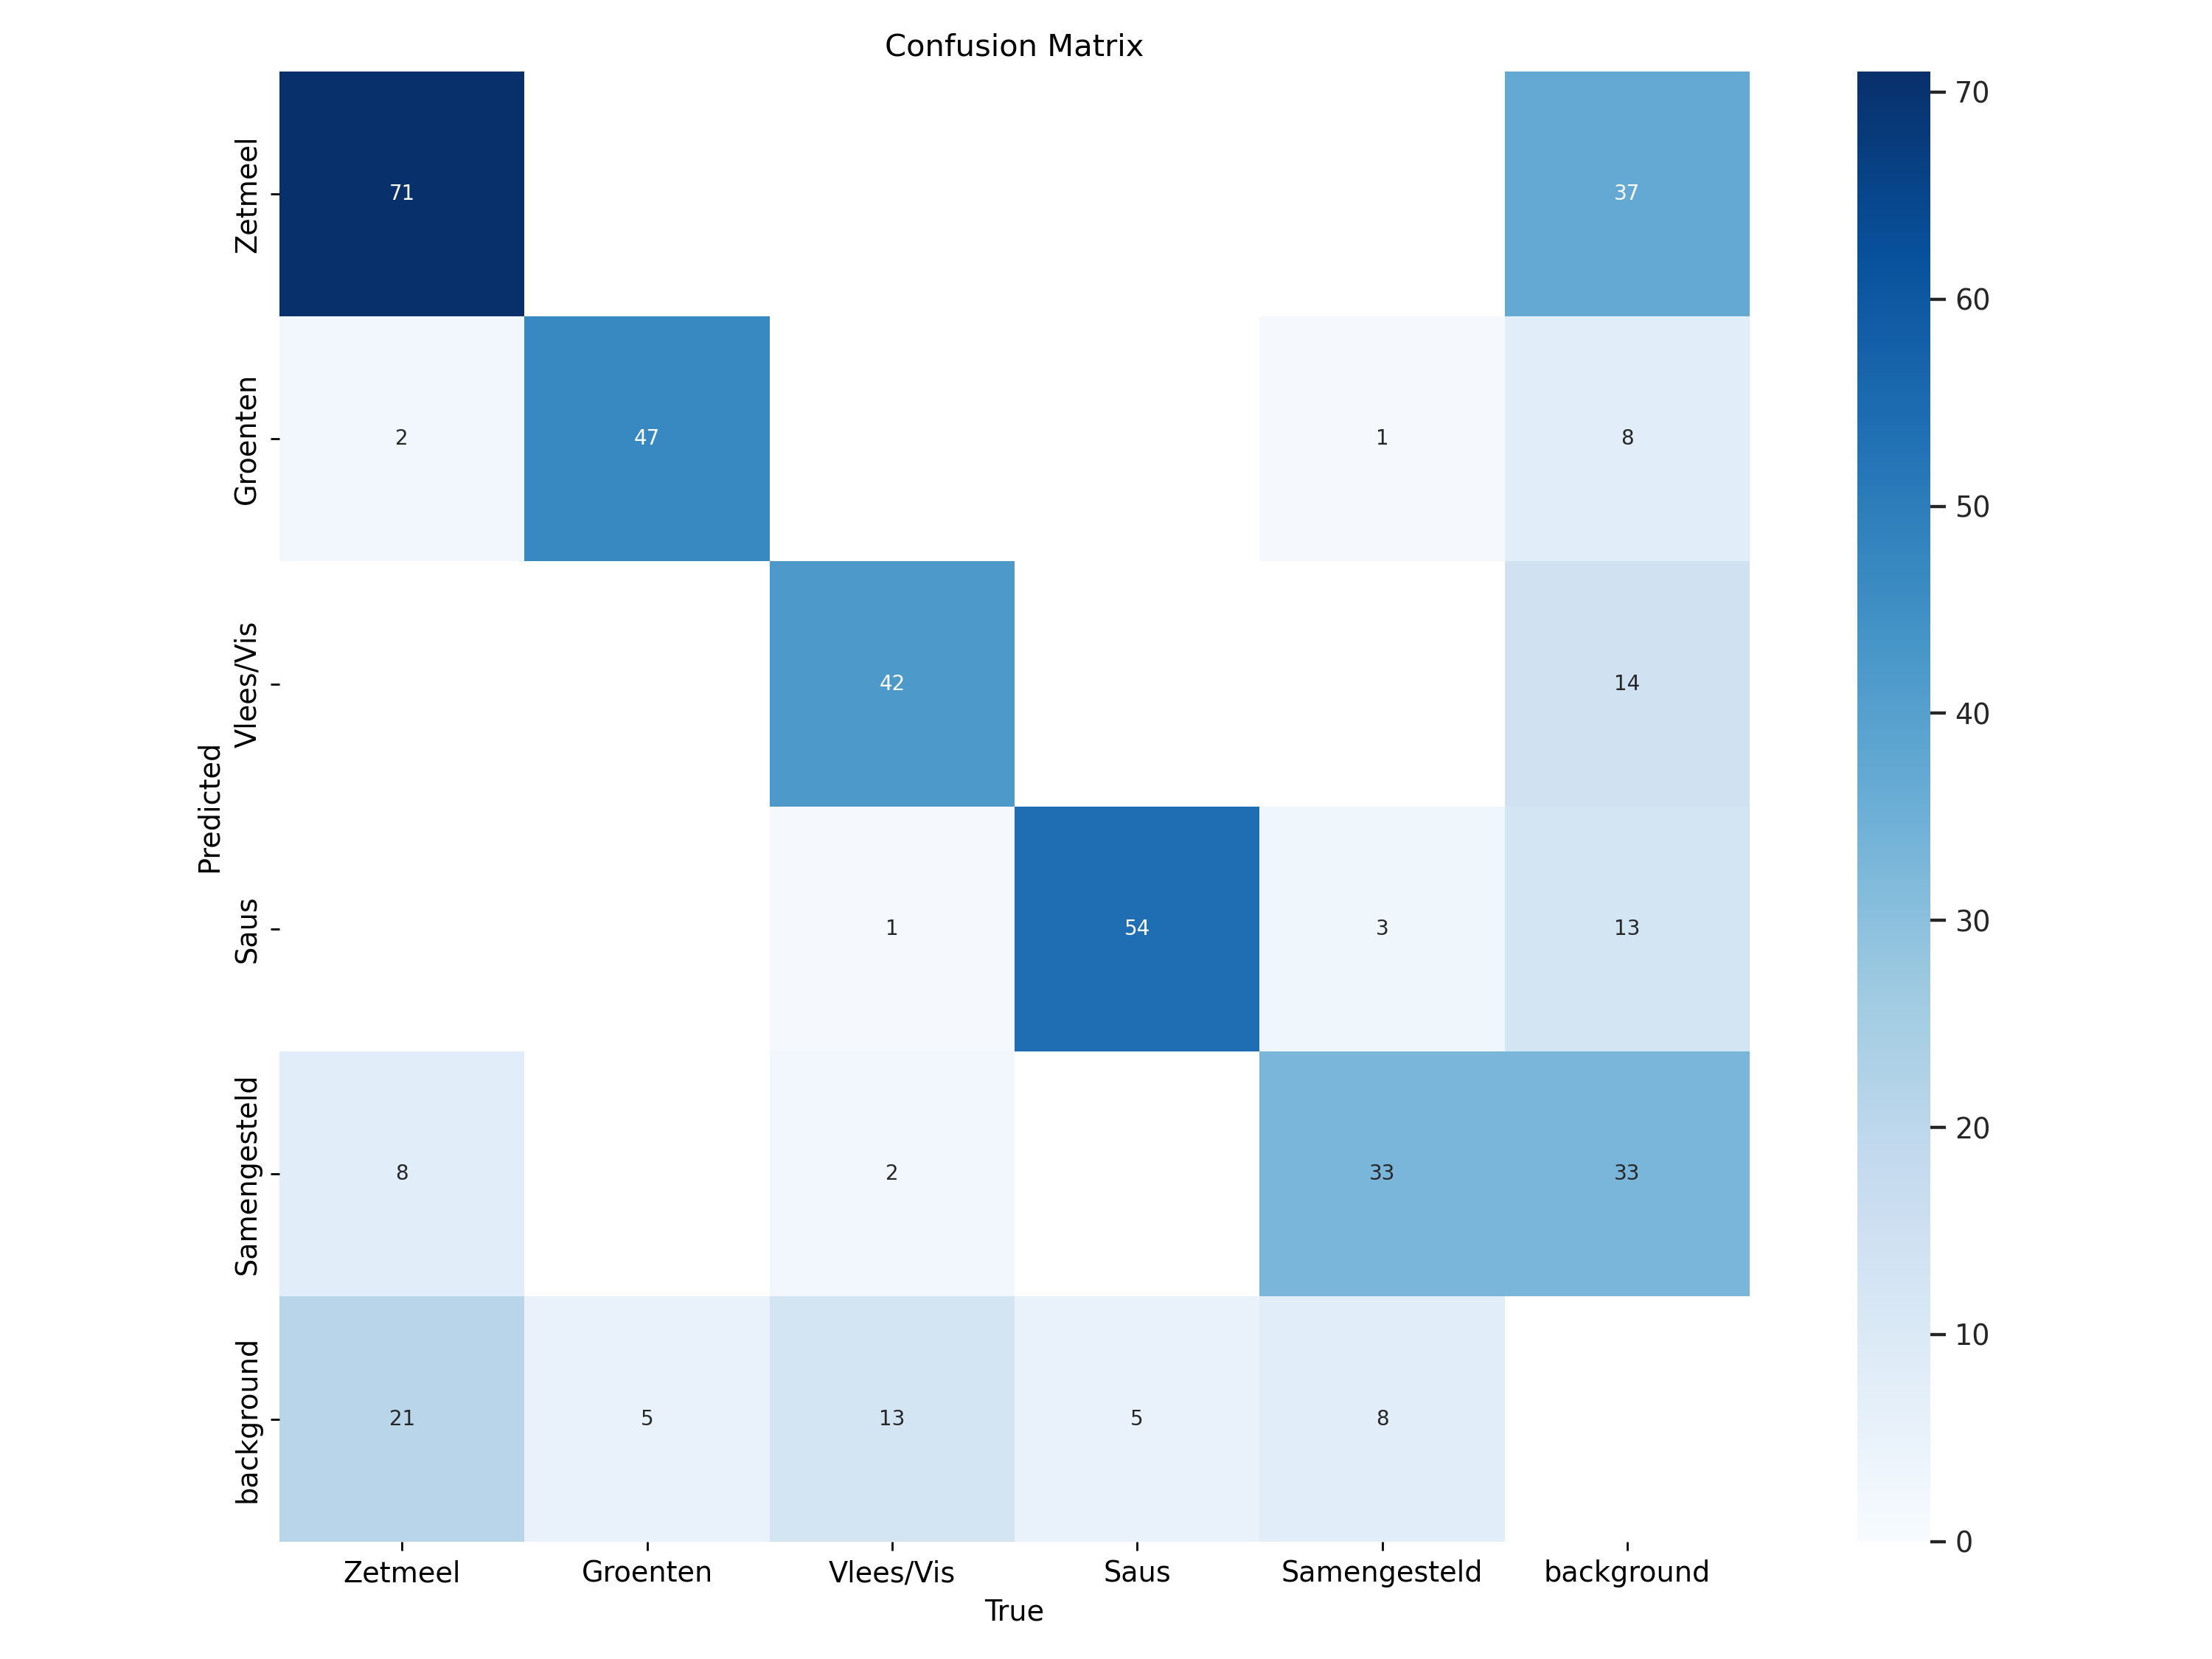 Confusion Matrix
Predicted
Zetmeel
71
37
Groenten
2
47
1
8
Vlees/Vis
42
14
Saus
1
54
3
13
Samengesteld
8
2
33
33
background
21
5
13
5
8
Zetmeel
Groenten
Vlees/Vis
Saus
Samengesteld
background
True
70
60
50
40
30
20
10
0